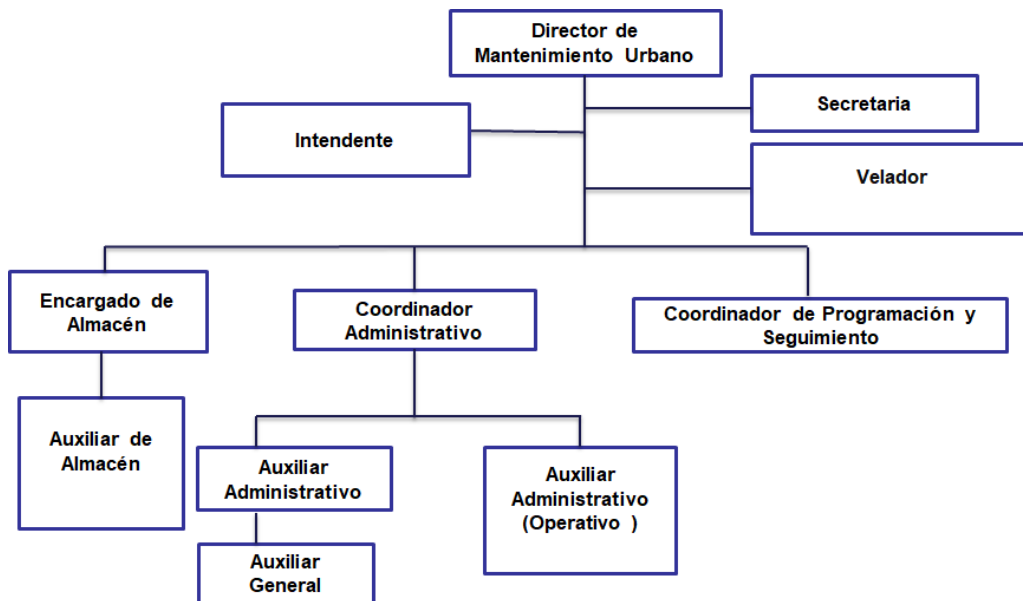 Director de
Mantenimiento Urbano
Secretaria
Intendente
Velador
Encargado de
Almacén
Coordinador
Administrativo
Coordinador de Programación y
Seguimiento
Auxiliar de
Almacén
Auxiliar
Administrativo
Auxiliar
Administrativo
(Operativo )
Auxiliar
General